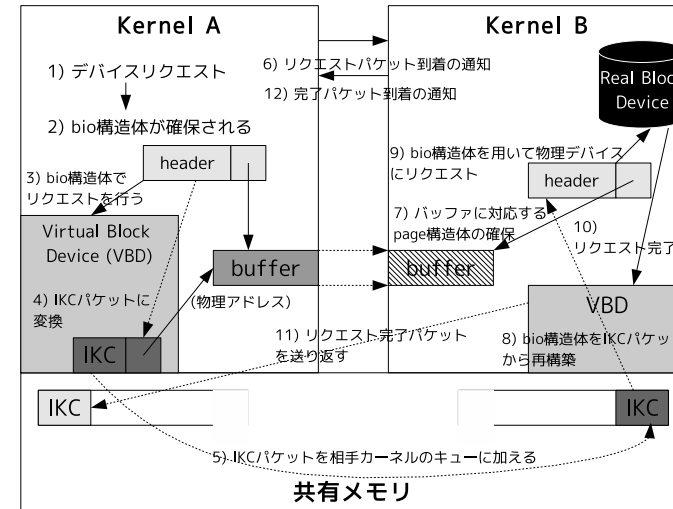 Kernel A
Kernel B
1) デバイスリクエスト
6) リクエストパケット到着の通知
12) 完了パケット到着の通知
Real Bloc
Device
2) bio構造体が確保される
header
3) bio構造体で
リクエストを行う
9) bio構造体を用いて物理デバイス
にリクエスト
header
Virtual Block
Device (VBD)
7) バッファに対応する
page構造体の確保
10)
リクエスト完了
buffer
buffer
(物理アドレス)
4) IKCパケットに
変換
IKC
VBD
11) リクエスト完了パケット
を送り返す
8) bio構造体をIKCパケッ
から再構築
IKC
IKC
5) IKCパケットを相手カーネルのキューに加える
共有メモリ